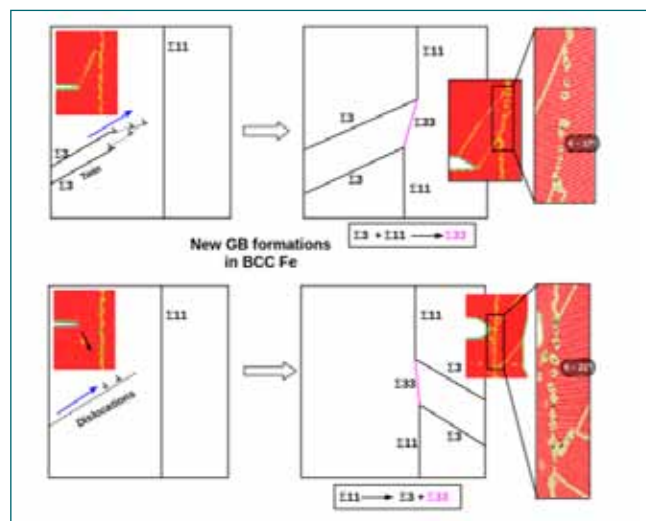 Σ11
Σ3
Σ3
Twin
Σ11
Σ3
Σ33
Σ3
Σ11
Σ3 + Σ11 → Σ33
New GB formations
in BCC Fe
Σ11
Dislocations
Σ11
Σ33
Σ3
Σ11
Σ3
Σ11 → Σ3 + Σ33